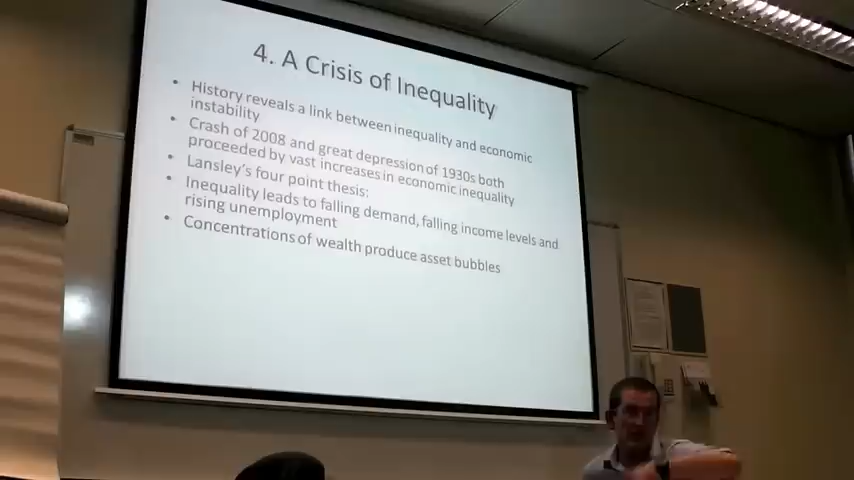 4. A Crisis of Inequality
• History reveals a link between inequality and economic
instability
• Crash of 2008 and great depression of 1930s both
proceeded by vast increases in economic inequality
• Lansley's four point thesis:
• Inequality leads to falling demand, falling income levels and
rising unemployment
• Concentrations of wealth produce asset bubbles